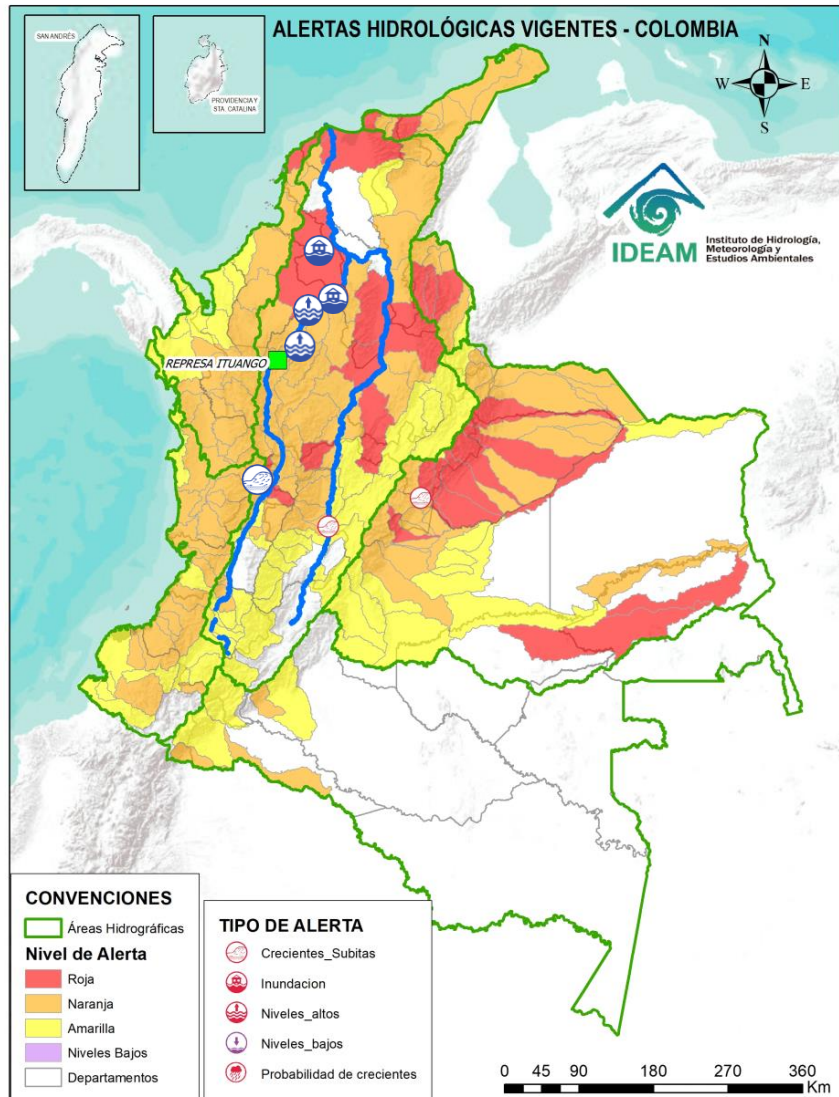 ALERTAS HIDROLÓGICAS VIGENTES - COLOMBIA
SAN ANDRÉS
PROVIDENCIA Y
STA. CATALINA
N
W
E
S
IDEAM
Instituto de Hidrología,
Meteorología y
Estudios Ambientales
REPRESA ITUANGO
CONVENCIONES
Áreas Hidrográficas
Nivel de Alerta
Roja
Naranja
Amarilla
Niveles Bajos
Departamentos
TIPO DE ALERTA
Crecientes_Subitas
Inundacion
Niveles_altos
Niveles_bajos
Probabilidad de crecientes
0 45 90 180 270 360
Km